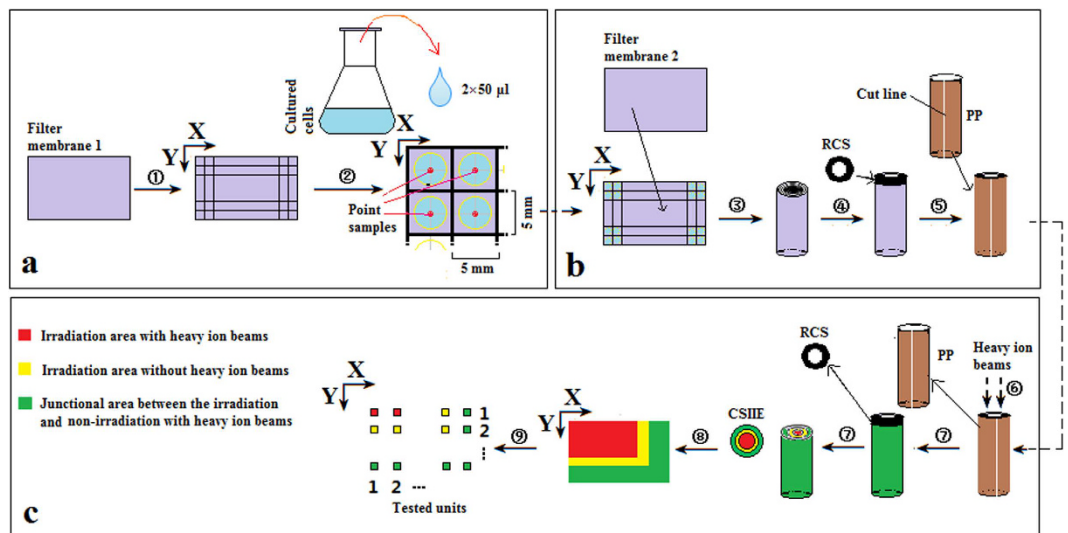 Filter
membrane 1
①
X
Y
②
Cultured
cells
2×50 µl
X
Y
Point
samples
5 mm
5 mm
a
Filter
membrane 2
X
Y
③
RCS
④
Cut line
PP
⑤
b
Irradiation area with heavy ion beams
Irradiation area without heavy ion beams
Junctional area between the irradiation
and non-irradiation with heavy ion beams
X
Y
1
2
1 2 ...
Tested units
⑨
X
Y
⑧
CSIIE
⑦
RCS
⑦
PP
Heavy ion
beams
⑥
c